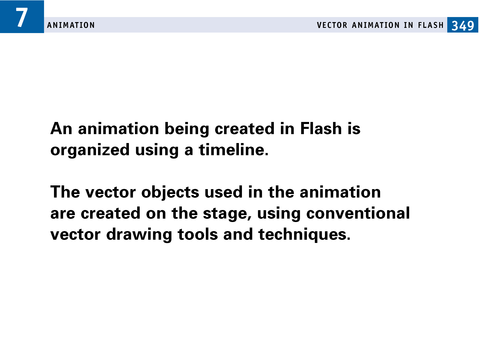 7
ANIMATION
VECTOR ANIMATION IN FLASH 349
An animation being created in Flash is
organized using a timeline.
The vector objects used in the animation
are created on the stage, using conventional
vector drawing tools and techniques.